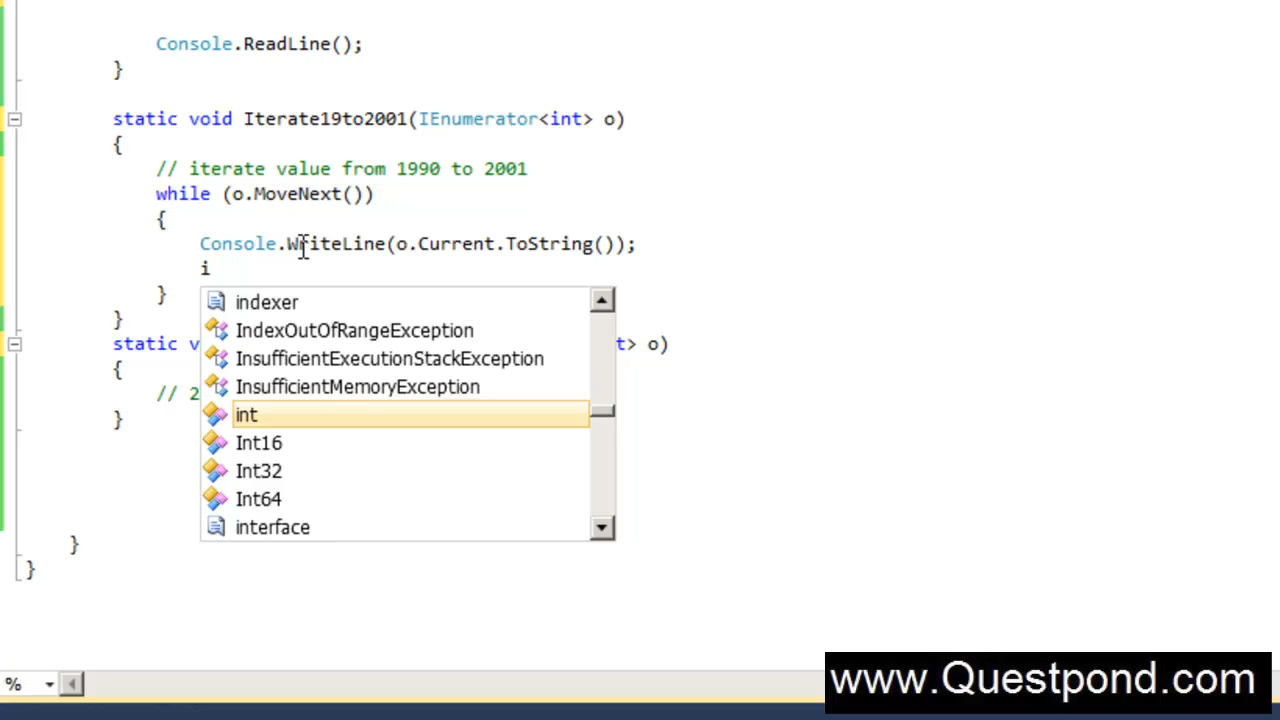 Console.ReadLine();
}
static void Iterate19to2001(IEnumerator<int> o)
{
// iterate value from 1990 to 2001
while (o.MoveNext())
{
Console.WriteLine(o.Current.ToString());
i
}
indexer
}
IndexOutOfRangeException
static v
t> o)
InsufficientExecutionStackException
{
InsufficientMemoryException
// 2
int
}
Int16
Int32
Int64
interface
}
}
%
www.Questpond.com